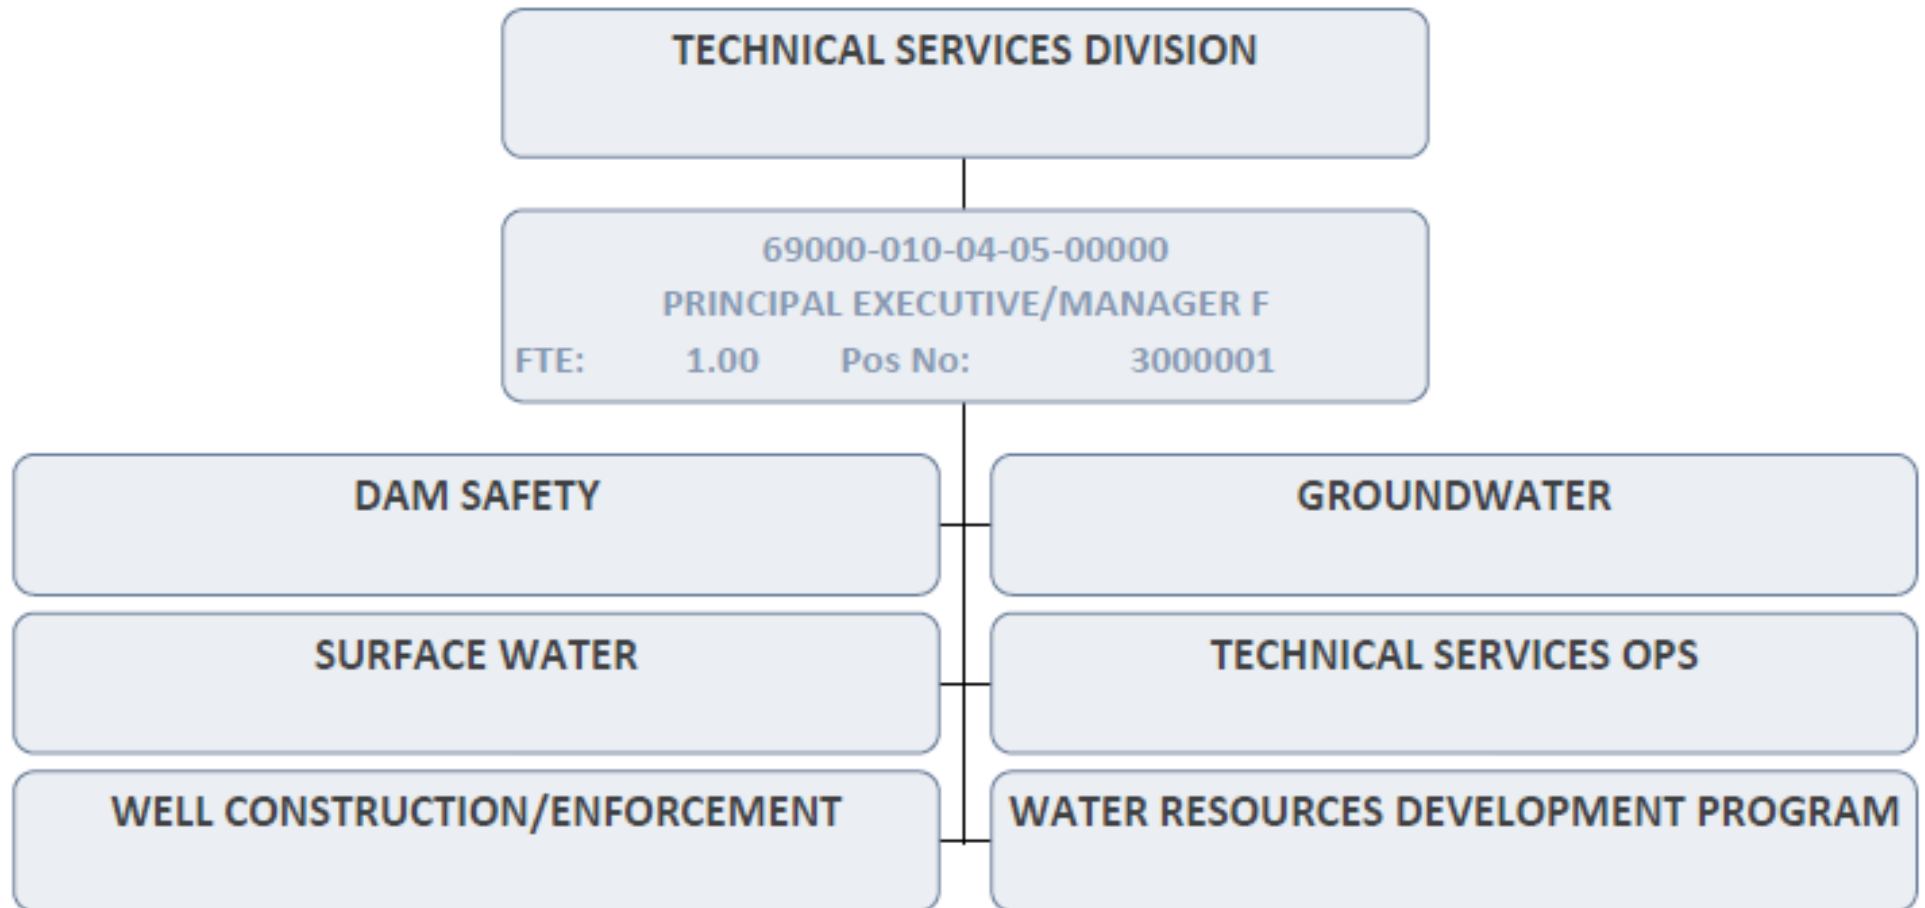 TECHNICAL SERVICES DIVISION
69000-010-04-05-00000
PRINCIPAL EXECUTIVE/MANAGER F
FTE: 1.00 Pos No: 3000001
DAM SAFETY
GROUNDWATER
SURFACE WATER
TECHNICAL SERVICES OPS
WELL CONSTRUCTION/ENFORCEMENT
WATER RESOURCES DEVELOPMENT PROGRAM